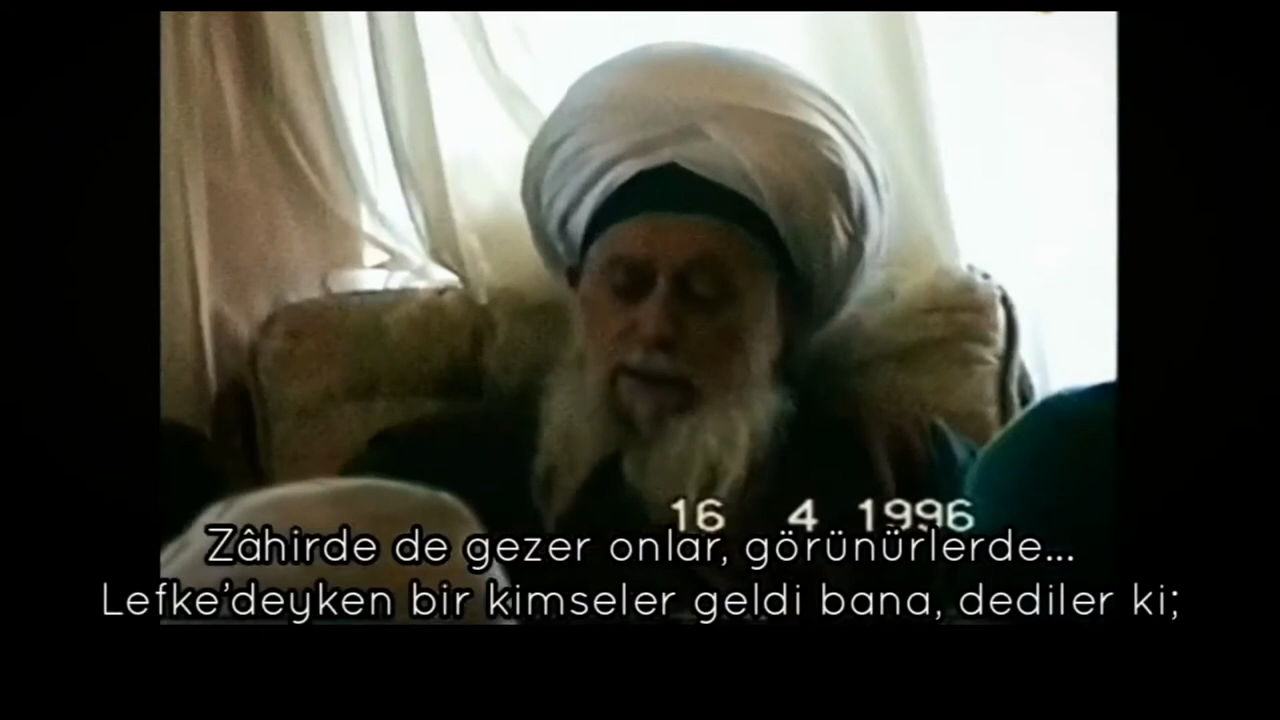 16 4 1996
Zâhirde de gezer onlar, görünürlerde...
Lefke'deyken bir kimseler geldi bana, dediler ki;